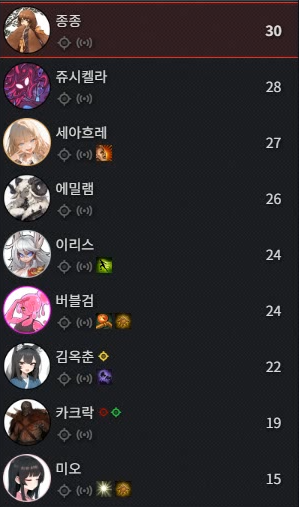 종종 30
쥬시켈라 28
세아흐레 27
에밀램 26
이리스 24
버블검 24
김옥춘 22
카크락 19
미오 15